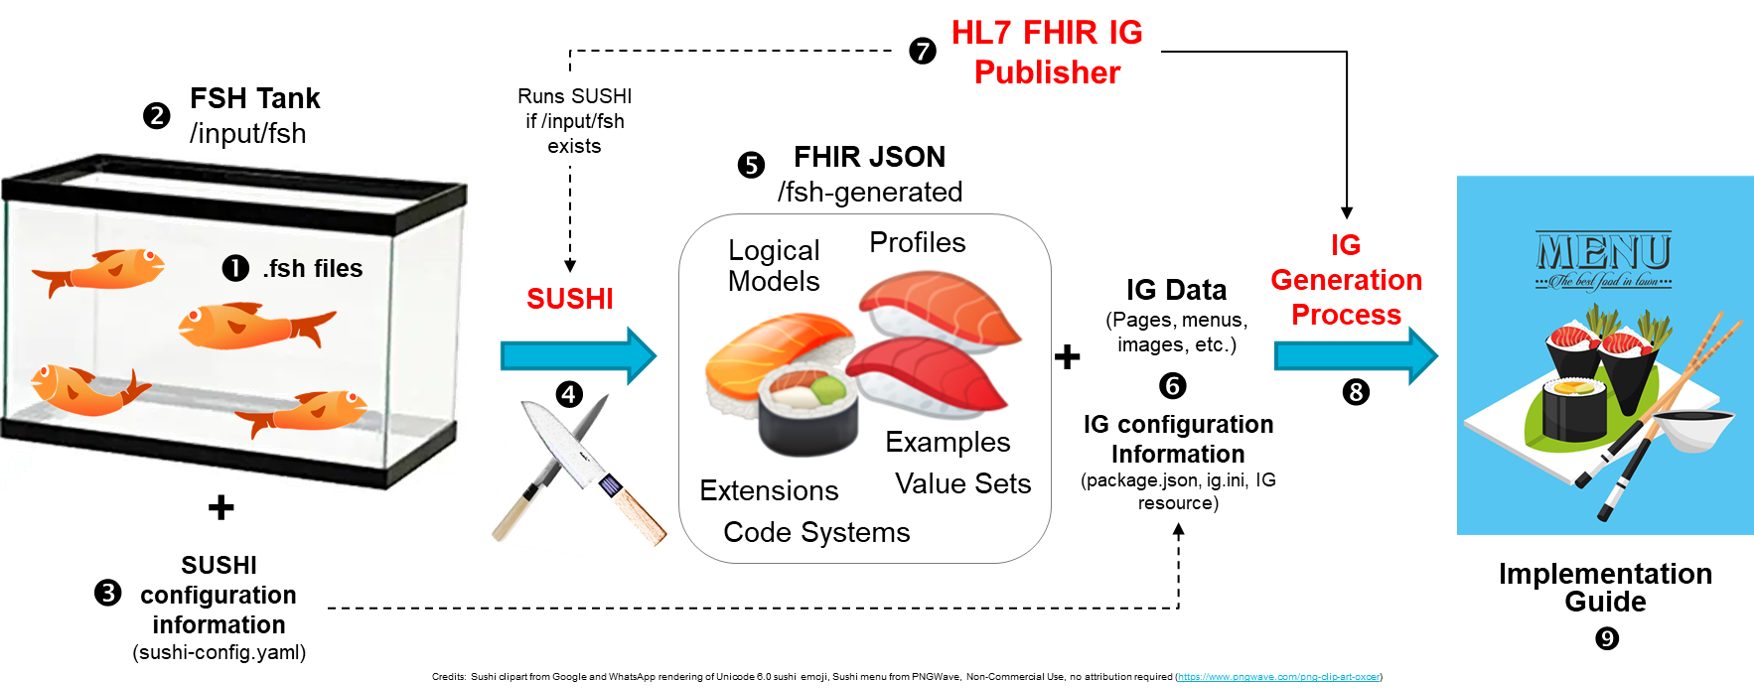 ❼ HL7 FHIR IG
Publisher
Runs SUSHI
if /input/fsh
exists
❷ FSH Tank
/input/fsh
❶ .fsh files
+
❸ SUSHI
configuration
information
(sushi-config.yaml)
SUSHI
❹
❺ FHIR JSON
/fsh-generated
Logical
Models
Profiles
Examples
Value Sets
Extensions
Code Systems
+
IG Data
(Pages, menus,
images, etc.)
❻
IG configuration
Information
(package.json, ig.ini, IG
resource)
IG
Generation
Process
❽
MENU
The best food in town
Implementation
Guide
❾
Credits: Sushi clipart from Google and WhatsApp rendering of Unicode 6.0 sushi emoji, Sushi menu from PNGWave, Non-Commercial Use, no attribution required (https://www.pngwave.com/png-clip-art-oxcer)